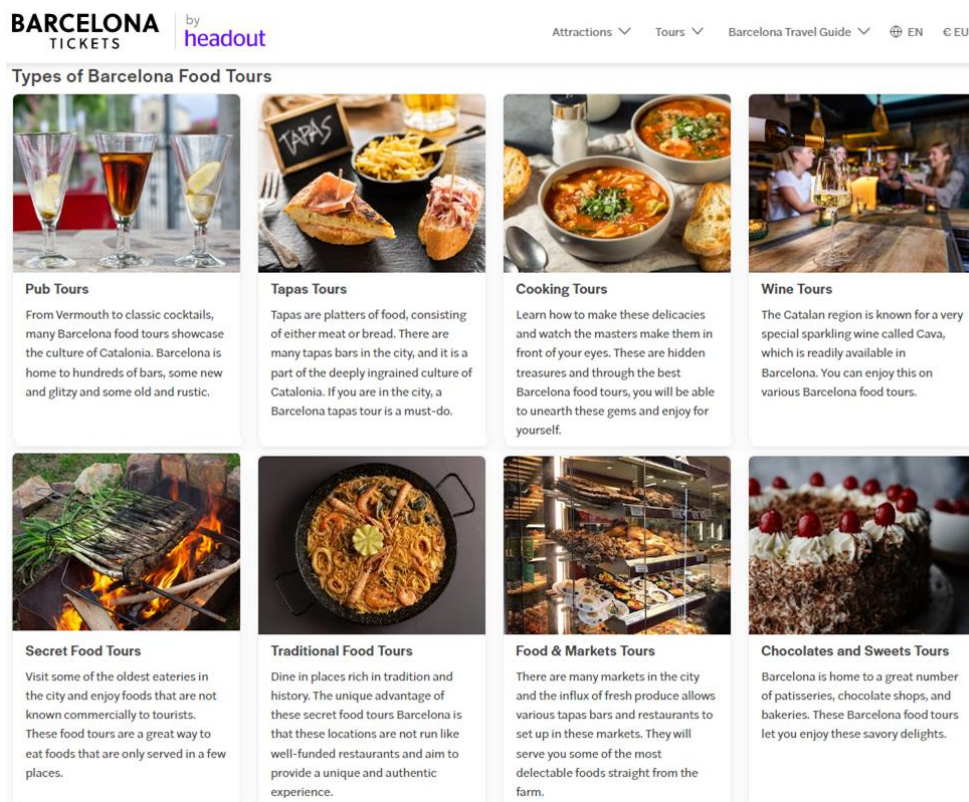 BARCELONA
TICKETS
by
headout
Attractions
Tours
Barcelona Travel Guide
EN
€ EU
Types of Barcelona Food Tours
TAPAS
Pub Tours
From Vermouth to classic cocktails,
many Barcelona food tours showcase
the culture of Catalonia. Barcelona is
home to hundreds of bars, some new
and glitzy and some old and rustic.
Tapas Tours
Tapas are platters of food, consisting
of either meat or bread. There are
many tapas bars in the city, and it is a
part of the deeply ingrained culture of
Catalonia. If you are in the city, a
Barcelona tapas tour is a must-do.
Cooking Tours
Learn how to make these delicacies
and watch the masters make them in
front of your eyes. These are hidden
treasures and through the best
Barcelona food tours, you will be able
to unearth these gems and enjoy for
yourself.
Wine Tours
The Catalan region is known for a very
special sparkling wine called Cava,
which is readily available in
Barcelona. You can enjoy this on
various Barcelona food tours.
Secret Food Tours
Visit some of the oldest eateries in
the city and enjoy foods that are not
known commercially to tourists.
These food tours are a great way to
eat foods that are only served in a few
places.
Traditional Food Tours
Dine in places rich in tradition and
history. The unique advantage of
these secret food tours Barcelona is
that these locations are not run like
well-funded restaurants and aim to
provide a unique and authentic
experience.
Food & Markets Tours
There are many markets in the city
and the influx of fresh produce allows
various tapas bars and restaurants to
set up in these markets. They will
serve you some of the most
delectable foods straight from the
farm.
Chocolates and Sweets Tours
Barcelona is home to a great number
of patisseries, chocolate shops, and
bakeries. These Barcelona food tours
let you enjoy these savory delights.